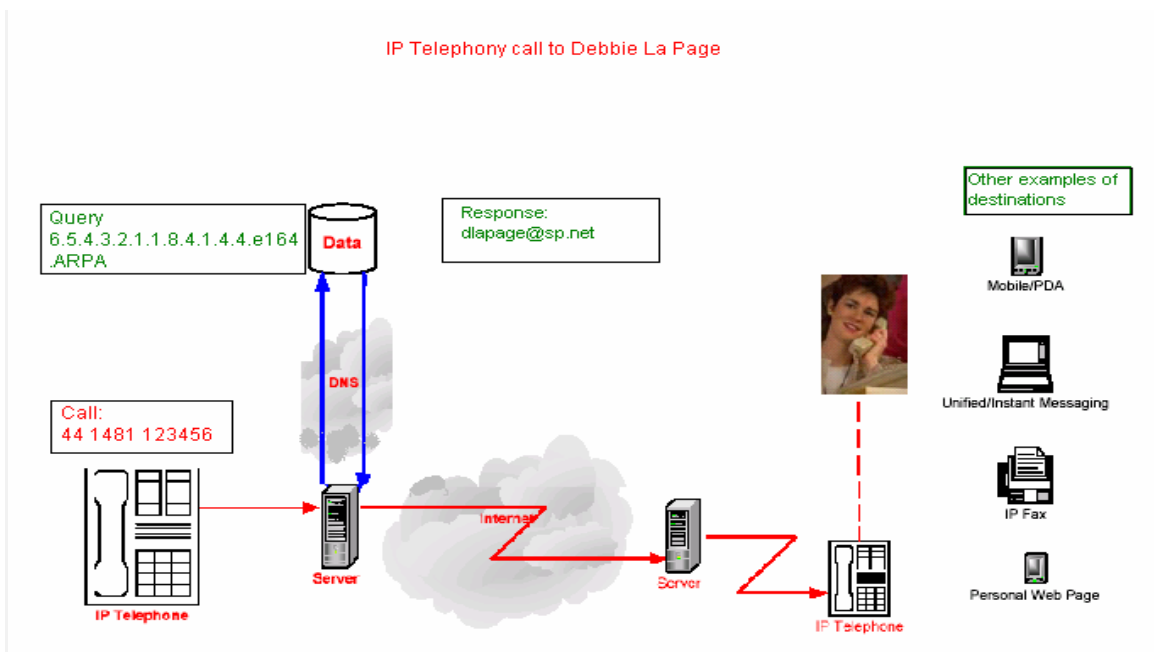 IP Telephony call to Debbie La Page
Other examples of
destinations
Query
6.5.4.3.2.1.1.8.4.1.4.4.e164
.ARPA
Data
Response:
dlapage@sp.net
Mobile/PDA
DNS
Unified/Instant Messaging
Call:
44 1481 123456
Internet
IP Fax
Server
Server
Personal Web Page
IP Telephone
IP Telephone